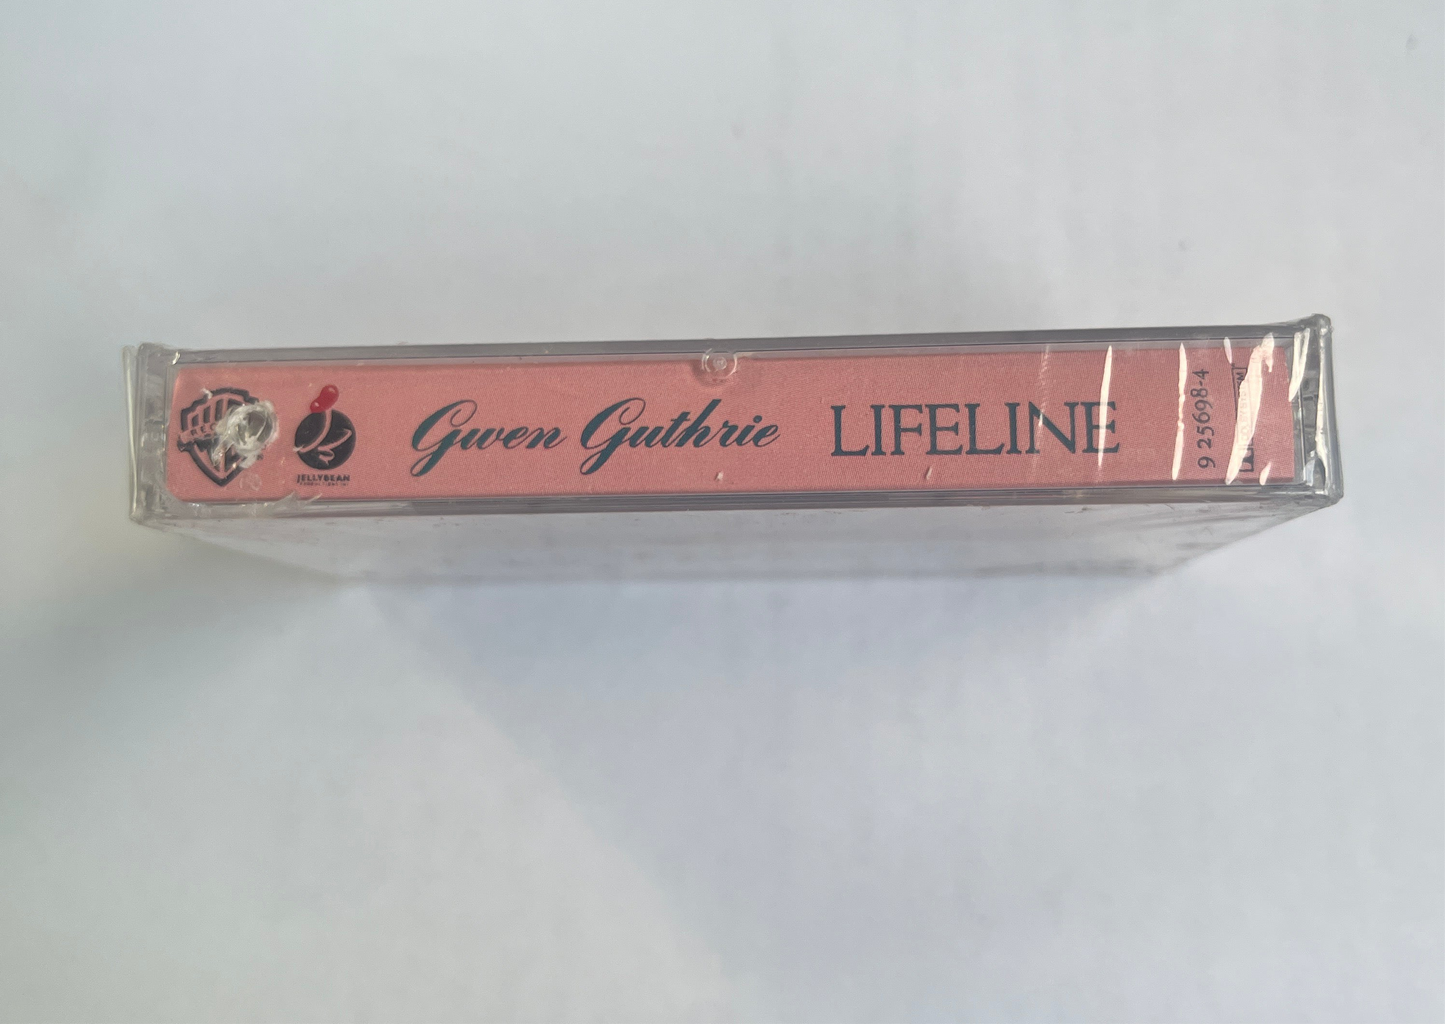 JELLYBEAN
Gwen Guthrie
LIFELINE
9 25698-4